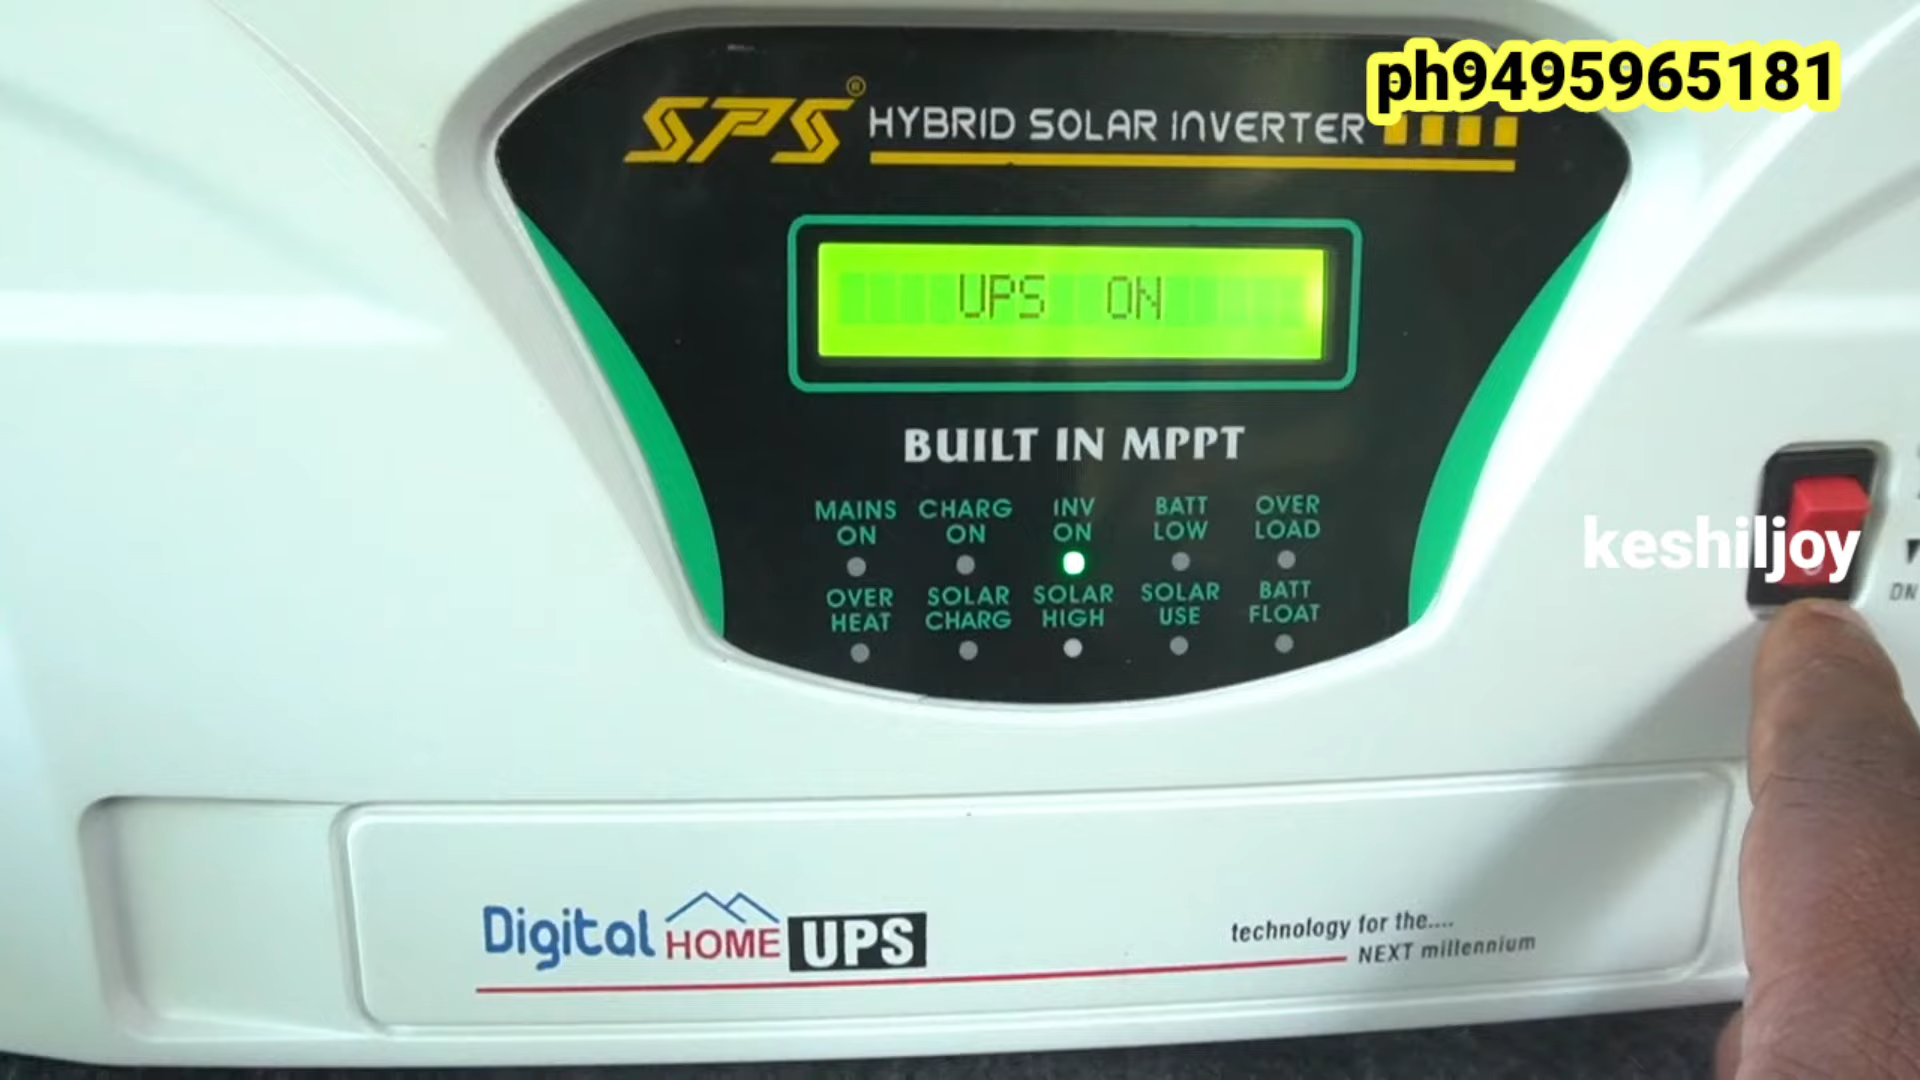 ph9495965181
SPS® HYBRID SOLAR INVERTER
UPS ON
BUILT IN MPPT
MAINS ON
CHARG ON
INV ON
BATT LOW
OVER LOAD
OVER HEAT
SOLAR CHARG
SOLAR HIGH
SOLAR USE
BATT FLOAT
keshiljoy
ON
Digital HOME UPS
technology for the....
NEXT millennium